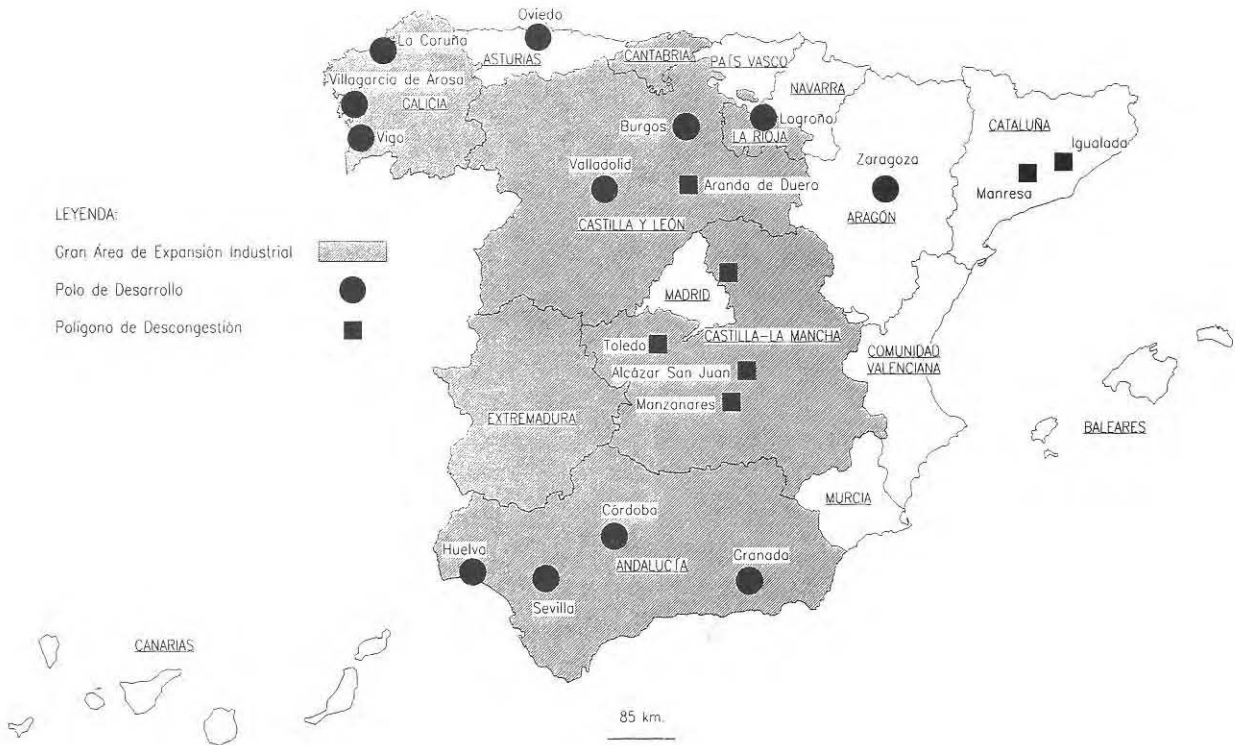 Oviedo
La Coruña
ASTURIAS
CANTABRIA
PAÍS VASCO
Villagarcía de Arosa
NAVARRA
GALICIA
Vigo
Burgos
Logroño
LA RIOJA
CATALUÑA
Igualada
Valladolid
Zaragoza
Aranda de Duero
Manresa
LEYENDA:
CASTILLA Y LEÓN
ARAGÓN
Gran Área de Expansión Industrial
Polo de Desarrollo
MADRID
Polígono de Descongestión
CASTILLA-LA MANCHA
Toledo
COMUNIDAD
VALENCIANA
Alcázar San Juan
Manzanares
EXTREMADURA
BALEARES
MURCIA
Córdoba
Huelva
Granada
ANDALUCÍA
Sevilla
CANARIAS
85 km.